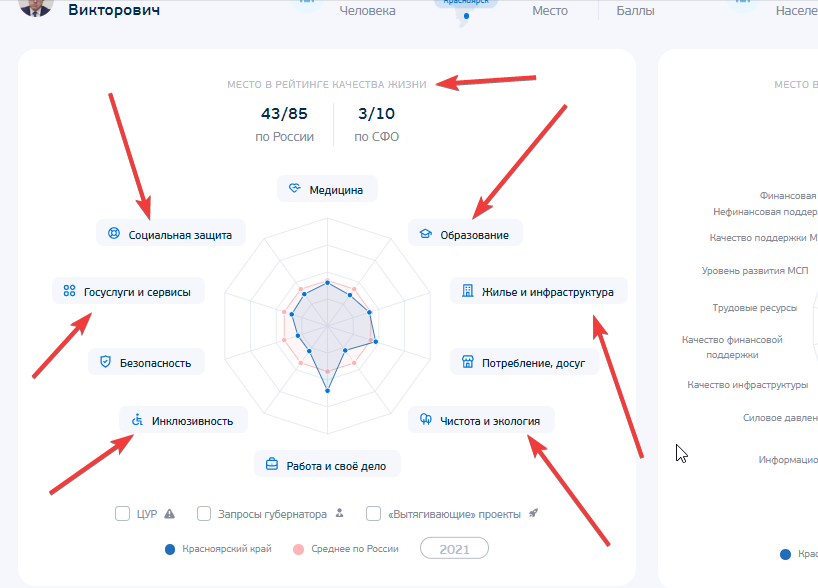 Викторович
Человека
Красноярск
Место
Баллы
Населе
МЕСТО В РЕЙТИНГЕ КАЧЕСТВА ЖИЗНИ
43/85
по России
3/10
по СФО
Медицина
Социальная защита
Образование
Госуслуги и сервисы
Жилье и инфраструктура
Безопасность
Потребление, досуг
Инклюзивность
Чистота и экология
Работа и своё дело
ЦУР
Запросы губернатора
«Вытягивающие» проекты
Красноярский край
Среднее по России
2021
МЕСТО В
Финансовая
Нефинансовая поддер
Качество поддержки М
Уровень развития МСП
Трудовые ресурсы
Качество финансовой
поддержки
Качество инфраструктуры
Силовое давлен
Информацио
Крас